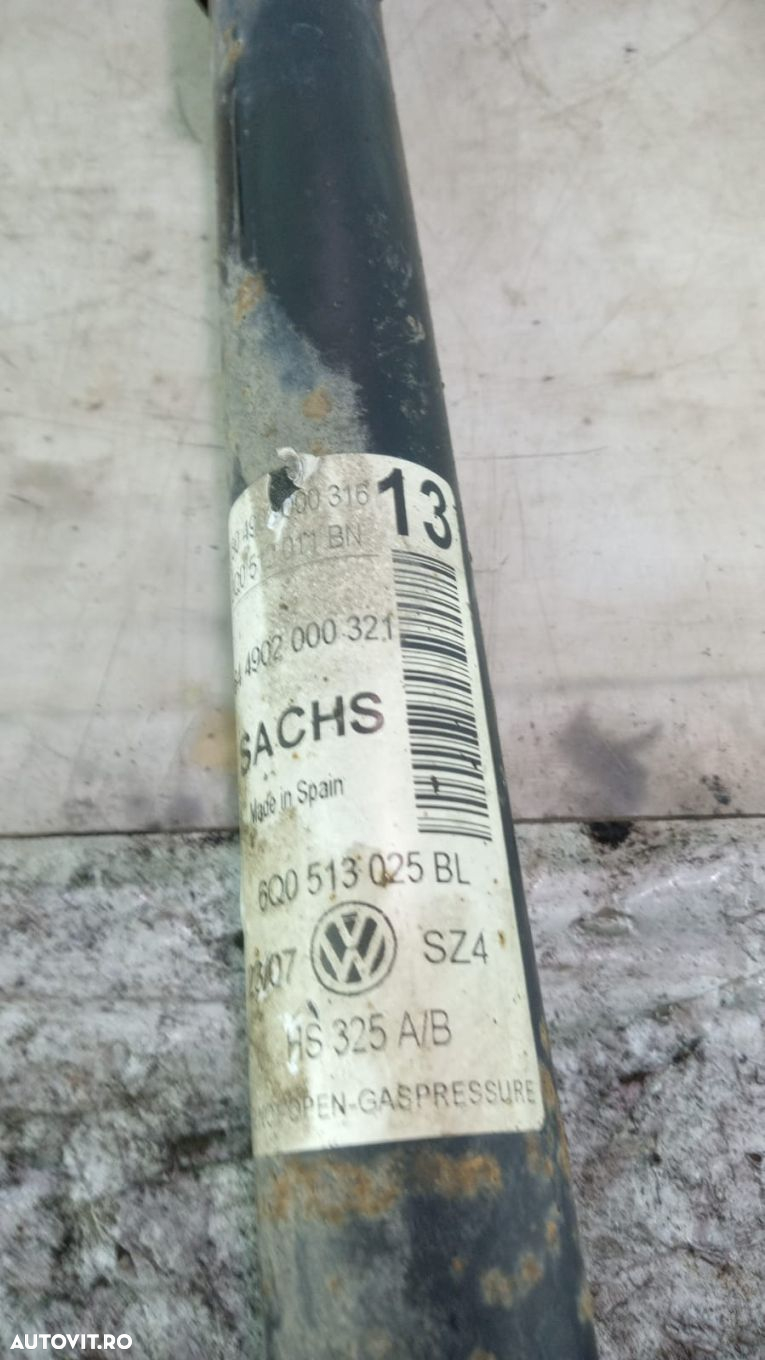 000 316
13
011 BN
4902 000 321
SACHS
Made in Spain
6Q0 513 025 BL
SZ4
HS 325 A/B
OPEN-GASPRESSURE
AUTOVIT.RO